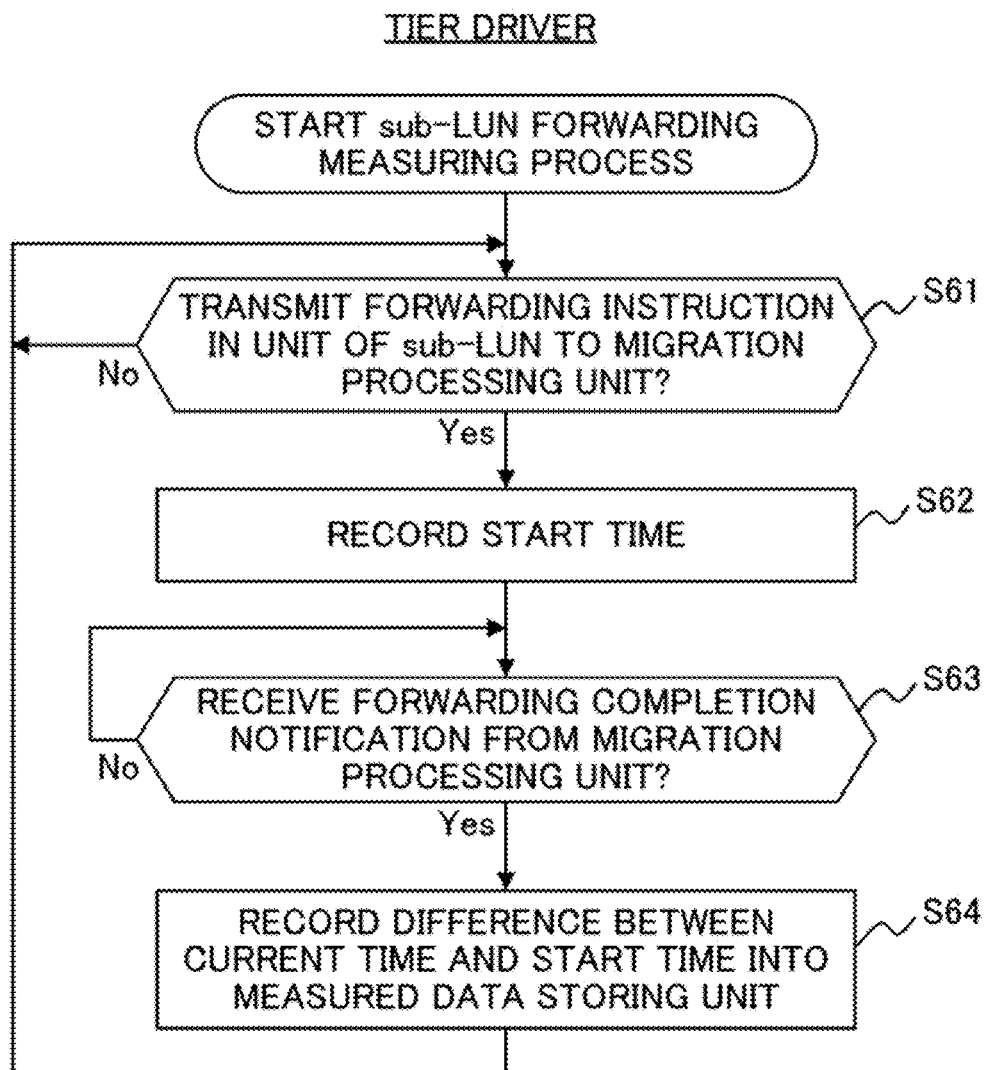 TIER DRIVER
START sub-LUN FORWARDING
MEASURING PROCESS
TRANSMIT FORWARDING INSTRUCTION
IN UNIT OF sub-LUN TO MIGRATION
PROCESSING UNIT?
S61
No
Yes
RECORD START TIME
S62
RECEIVE FORWARDING COMPLETION
NOTIFICATION FROM MIGRATION
PROCESSING UNIT?
S63
No
Yes
RECORD DIFFERENCE BETWEEN
CURRENT TIME AND START TIME INTO
MEASURED DATA STORING UNIT
S64